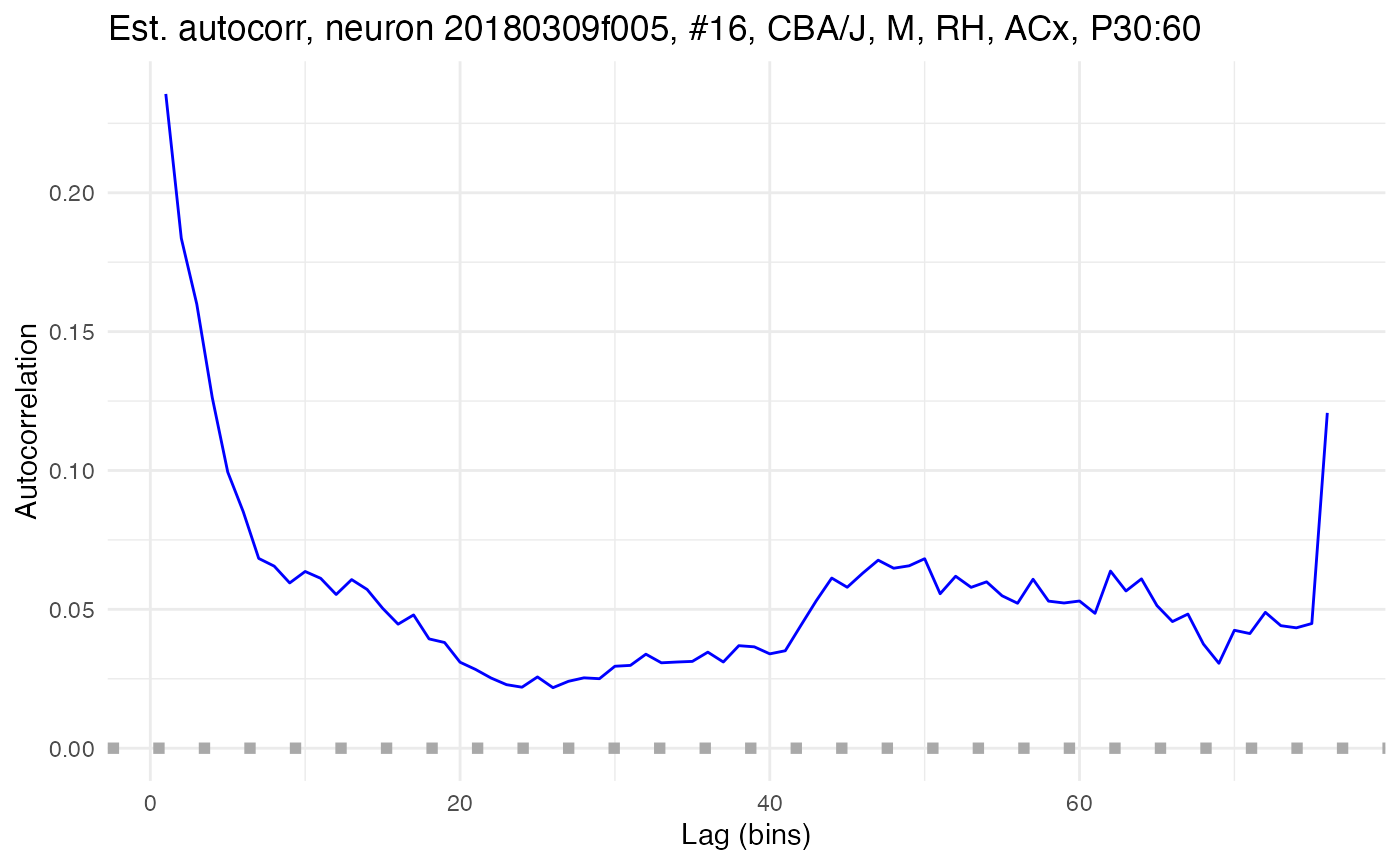 Est. autocorr, neuron 20180309f005, #16, CBA/J, M, RH, ACx, P30:60
Autocorrelation
0.20
0.15
0.10
0.05
0.00
0 20 40 60
Lag (bins)